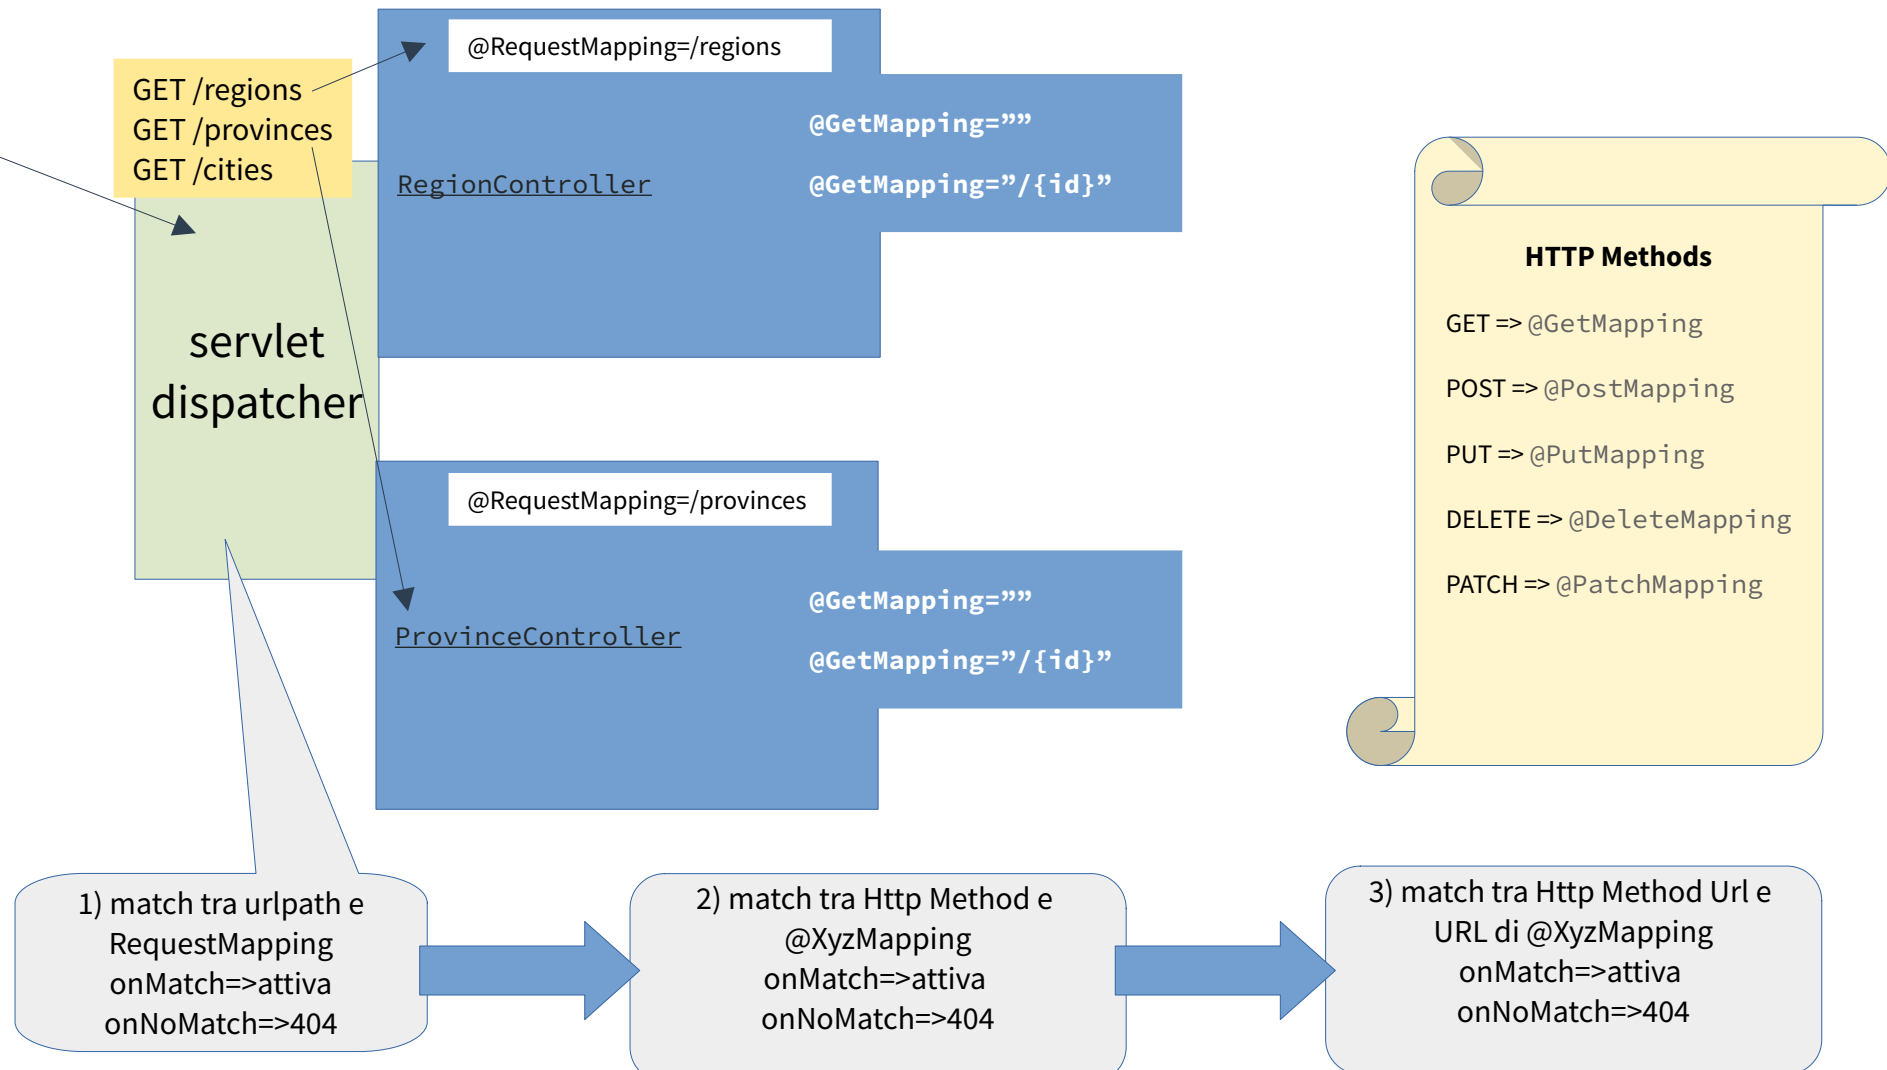 @RequestMapping=/regions
GET /regions
GET /provinces
GET /cities
@GetMapping=””
RegionController
@GetMapping=”/{id}”
servlet
dispatcher
@RequestMapping=/provinces
@GetMapping=””
ProvinceController
@GetMapping=”/{id}”
HTTP Methods
GET => @GetMapping
POST => @PostMapping
PUT => @PutMapping
DELETE => @DeleteMapping
PATCH => @PatchMapping
1) match tra urlpath e
RequestMapping
onMatch=>attiva
onNoMatch=>404
2) match tra Http Method e
@XyzMapping
onMatch=>attiva
onNoMatch=>404
3) match tra Http Method Url e
URL di @XyzMapping
onMatch=>attiva
onNoMatch=>404